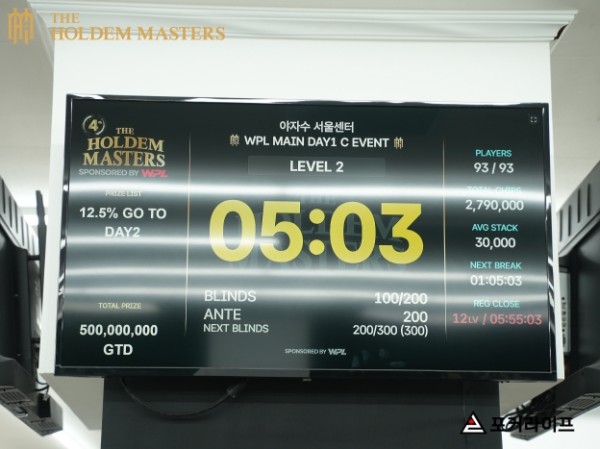 THE
HOLDEM MASTERS
4
THE
HOLDEM
MASTERS
SPONSORED BY WPL
PRIZE LIST
12.5% GO TO
DAY2
TOTAL PRIZE
500,000,000
GTD
야자수 서울센터
WPL MAIN DAY1 C EVENT
LEVEL 2
05:03
BLINDS 100/200
ANTE 200
NEXT BLINDS 200/300 (300)
SPONSORED BY WPL
PLAYERS
93 / 93
TOTAL CHIPS
2,790,000
AVG STACK
30,000
NEXT BREAK
01:05:03
REG CLOSE
12LV / 05:55:03
포커라이프